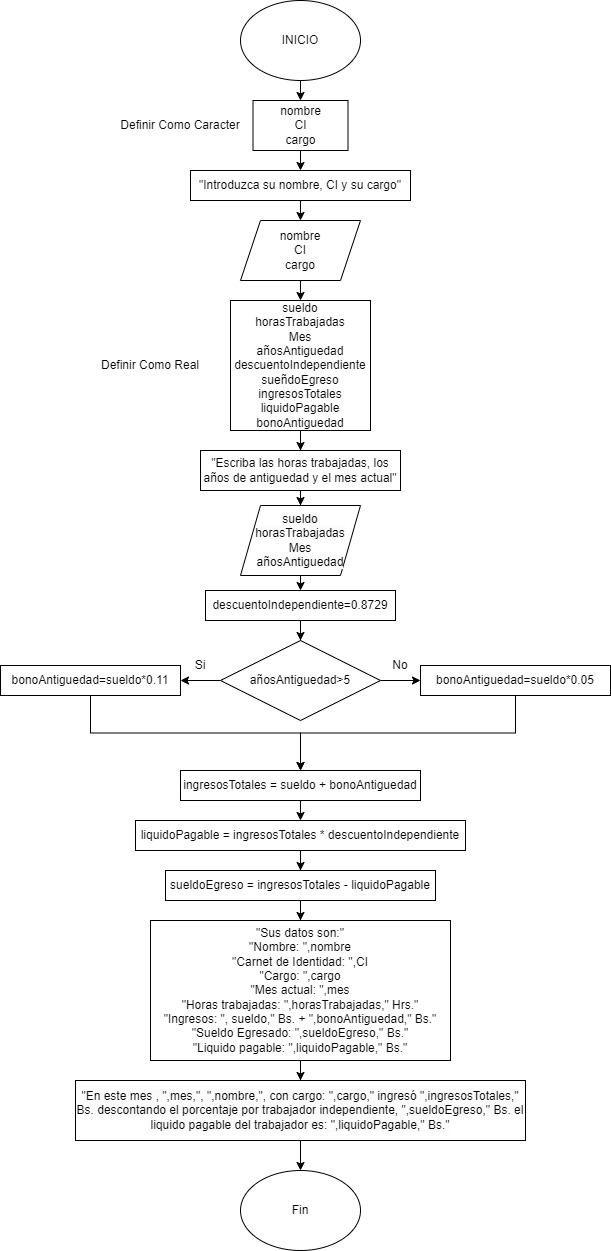 INICIO
Definir Como Caracter
nombre
CI
cargo
"Introduzca su nombre, CI y su cargo"
nombre
CI
cargo
Definir Como Real
sueldo
horasTrabajadas
Mes
añosAntiguedad
descuentoIndependiente
sueñdoEgreso
ingresosTotales
liquidoPagable
bonoAntiguedad
"Escriba las horas trabajadas, los
años de antiguedad y el mes actual"
sueldo
horasTrabajadas
Mes
añosAntiguedad
descuentoIndependiente=0.8729
Si
No
bonoAntiguedad=sueldo*0.11
añosAntiguedad>5
bonoAntiguedad=sueldo*0.05
ingresosTotales = sueldo + bonoAntiguedad
liquidoPagable = ingresosTotales * descuentoIndependiente
sueldoEgreso = ingresosTotales - liquidoPagable
"Sus datos son:"
"Nombre: ",nombre
"Carnet de Identidad: ",CI
"Cargo: ",cargo
"Mes actual: ",mes
"Horas trabajadas: ",horasTrabajadas," Hrs."
"Ingresos: ", sueldo," Bs. + ",bonoAntiguedad," Bs."
"Sueldo Egresado: ",sueldoEgreso," Bs."
"Liquido pagable: ",liquidoPagable," Bs."
"En este mes , ",mes,", ",nombre,", con cargo: ",cargo," ingresó ",ingresosTotales,"
Bs. descontando el porcentaje por trabajador independiente, ",sueldoEgreso," Bs. el
liquido pagable del trabajador es: ",liquidoPagable," Bs."
Fin